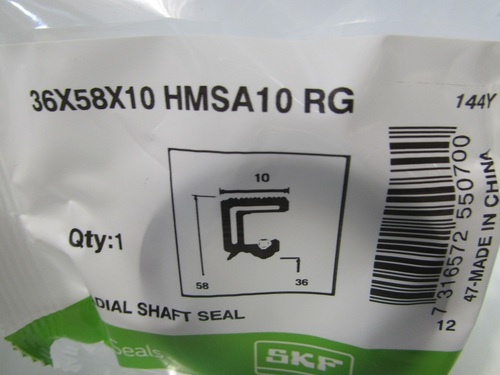 36X58X10 HMSA10 RG
144Y
10
58
36
Qty:1
DIAL SHAFT SEAL
Seals
SKF
7 316572 550700
47-MADE IN CHINA
12